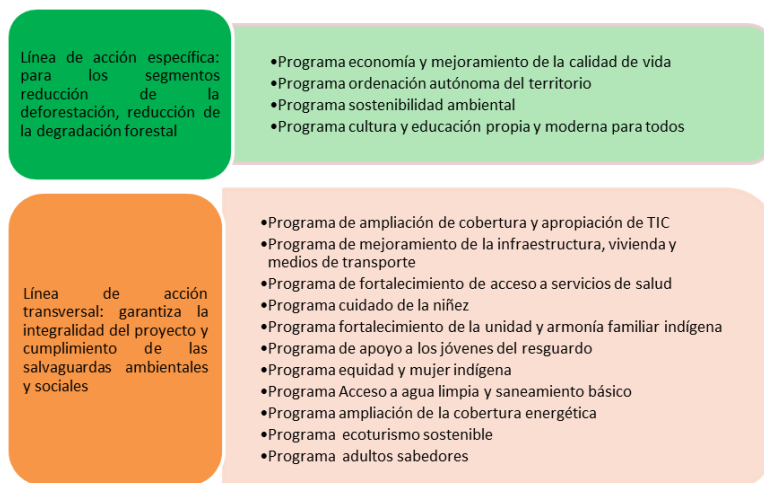 Línea de acción específica:
para los segmentos
reducción de la
deforestación, reducción de
la degradación forestal
•Programa economía y mejoramiento de la calidad de vida
•Programa ordenación autónoma del territorio
•Programa sostenibilidad ambiental
•Programa cultura y educación propia y moderna para todos
Línea de acción
transversal: garantiza la
integralidad del proyecto y
cumplimiento de las
salvaguardas ambientales
y sociales
•Programa de ampliación de cobertura y apropiación de TIC
•Programa de mejoramiento de la infraestructura, vivienda y
medios de transporte
•Programa de fortalecimiento de acceso a servicios de salud
•Programa cuidado de la niñez
•Programa fortalecimiento de la unidad y armonía familiar indígena
•Programa de apoyo a los jóvenes del resguardo
•Programa equidad y mujer indígena
•Programa Acceso a agua limpia y saneamiento básico
•Programa ampliación de la cobertura energética
•Programa ecoturismo sostenible
•Programa adultos sabedores